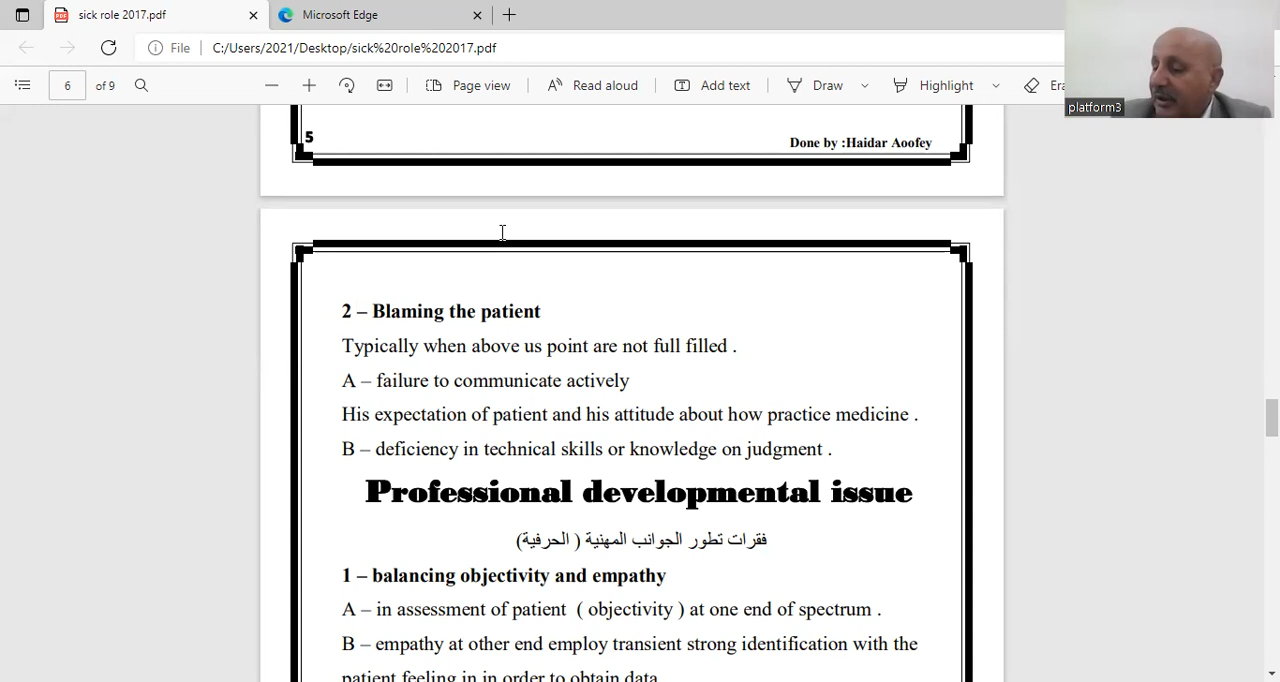 sick role 2017.pdf
Microsoft Edge
File
C:/Users/2021/Desktop/sick%20role%202017.pdf
6
of 9
Page view
Read aloud
Add text
Draw
Highlight
Era
platform3
5
Done by :Haidar Aoofey
2 – Blaming the patient
Typically when above us point are not full filled .
A – failure to communicate actively
His expectation of patient and his attitude about how practice medicine .
B – deficiency in technical skills or knowledge on judgment .
Professional developmental issue
فقرات تطور الجوانب المهنية ( الحرفية)
1 – balancing objectivity and empathy
A – in assessment of patient ( objectivity ) at one end of spectrum .
B – empathy at other end employ transient strong identification with the
patient feeling in in order to obtain data